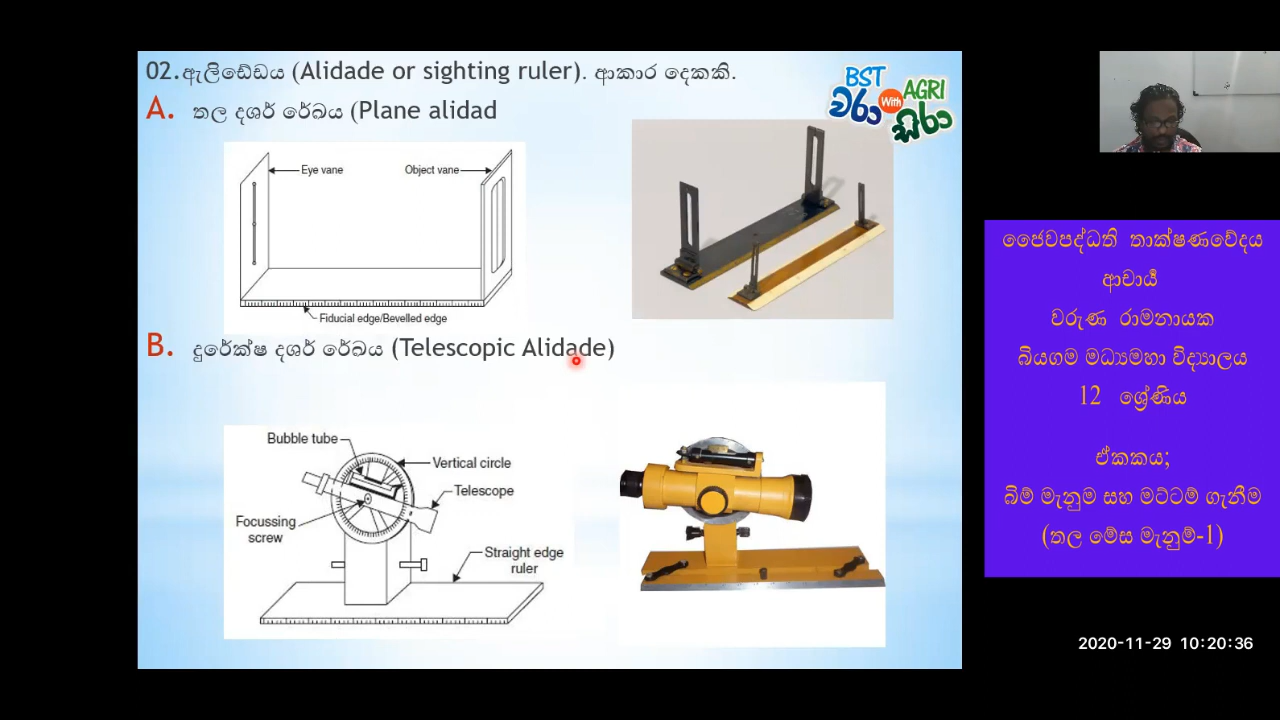 02.ඇලිඩේඩය (Alidade or sighting ruler). ආකාර දෙකකි.
A. තල දශර් රේඛය (Plane alidad
Eye vane
Object vane
Fiducial edge/Bevelled edge
B. දුරේක්ෂ දශර් රේඛය (Telescopic Alidade)
Bubble tube
Vertical circle
Telescope
Focussing
screw
Straight edge
ruler
BST
වරා With AGRI
සිරා
ජෛවපද්ධති තාක්ෂණවේදය
ආචාර්‍ය
වරුණ රාමනායක
බියගම මධ්‍යමහා විද්‍යාලය
12 ශ්‍රේණිය
ඒකකය;
බිම් මැනුම සහ මට්ටම් ගැනීම
(තල මේස මැනුම්-1)
2020-11-29 10:20:36